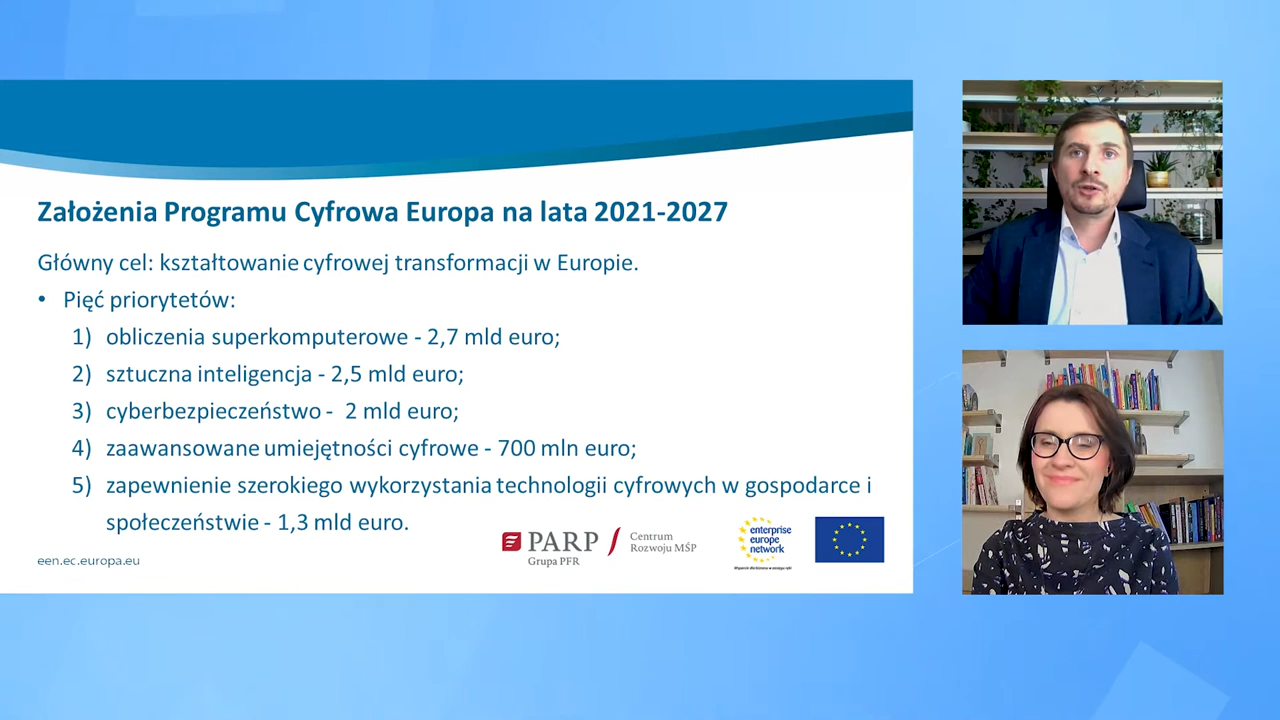 Założenia Programu Cyfrowa Europa na lata 2021-2027
Główny cel: kształtowanie cyfrowej transformacji w Europie.
• Pięć priorytetów:
1) obliczenia superkomputerowe - 2,7 mld euro;
2) sztuczna inteligencja - 2,5 mld euro;
3) cyberbezpieczeństwo - 2 mld euro;
4) zaawansowane umiejętności cyfrowe - 700 mln euro;
5) zapewnienie szerokiego wykorzystania technologii cyfrowych w gospodarce i
społeczeństwie - 1,3 mld euro.
een.ec.europa.eu
PARP
Grupa PFR
Centrum
Rozwoju MŚP
enterprise
europe
network